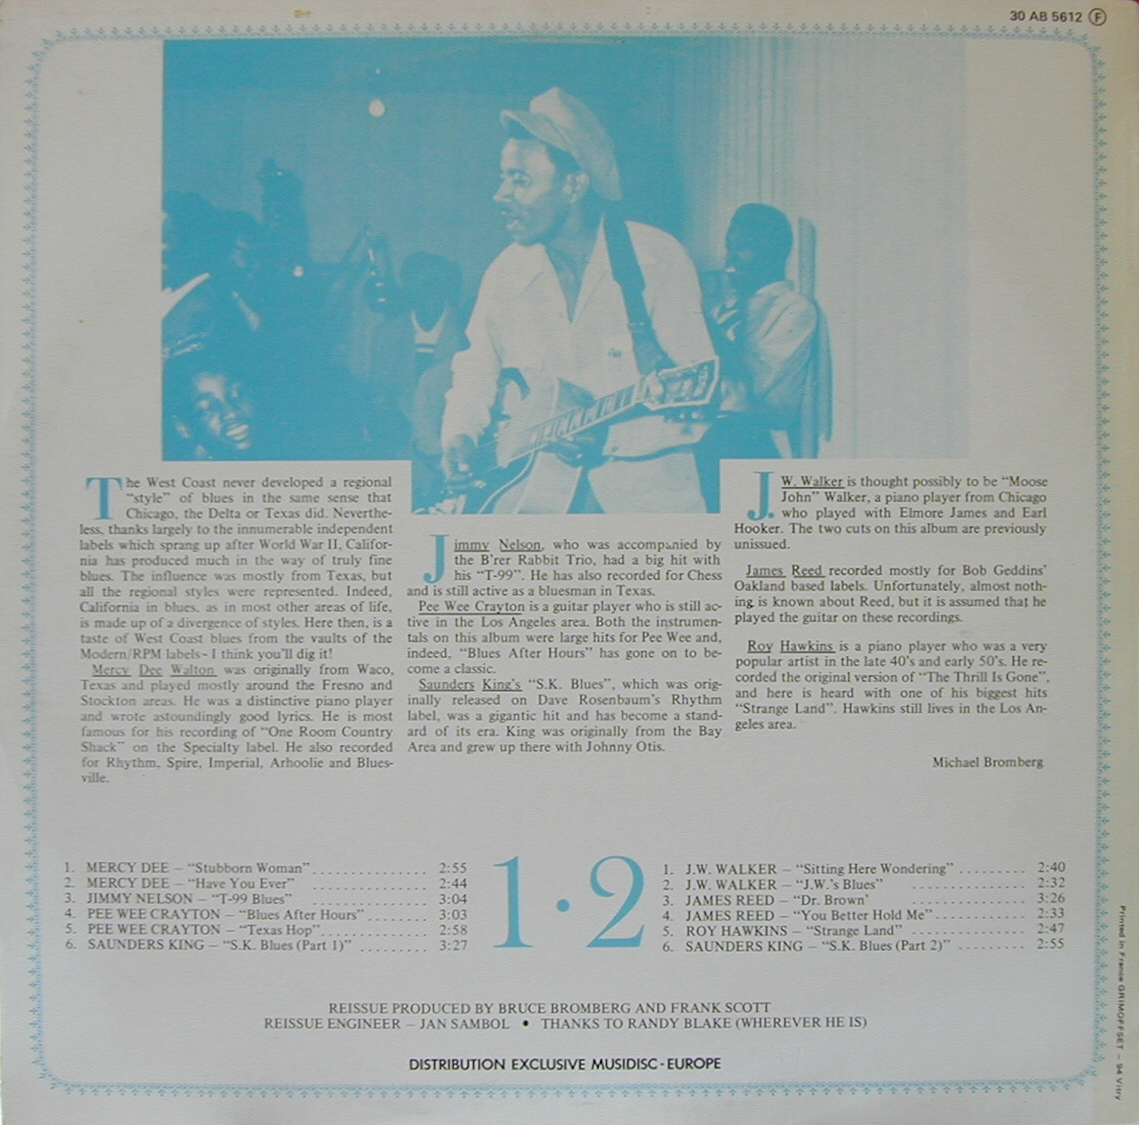 30 AB 5612 F
The West Coast never developed a regional
“style” of blues in the same sense that
Chicago, the Delta or Texas did. Neverthe-
less, thanks largely to the innumerable independent
labels which sprang up after World War II, Califor-
nia has produced much in the way of truly fine
blues. The influence was mostly from Texas, but
all the regional styles were represented. Indeed,
California in blues, as in most other areas of life,
is made up of a divergence of styles. Here then, is a
taste of West Coast blues from the vaults of the
Modern/RPM labels - I think you'll dig it!
Mercy Dee Walton was originally from Waco,
Texas and played mostly around the Fresno and
Stockton areas. He was a distinctive piano player
and wrote astoundingly good lyrics. He is most
famous for his recording of “One Room Country
Shack” on the Specialty label. He also recorded
for Rhythm, Spire, Imperial, Arhoolie and Blues-
ville.
Jimmy Nelson, who was accompanied by
the B'rer Rabbit Trio, had a big hit with
his “T-99”. He has also recorded for Chess
and is still active as a bluesman in Texas.
Pee Wee Crayton is a guitar player who is still ac-
tive in the Los Angeles area. Both the instrumen-
tals on this album were large hits for Pee Wee and,
indeed, “Blues After Hours” has gone on to be-
come a classic.
Saunders King's “S.K. Blues”, which was orig-
inally released on Dave Rosenbaum's Rhythm
label, was a gigantic hit and has become a stand-
ard of its era. King was originally from the Bay
Area and grew up there with Johnny Otis.
J. W. Walker is thought possibly to be “Moose
John” Walker, a piano player from Chicago
who played with Elmore James and Earl
Hooker. The two cuts on this album are previously
unissued.
James Reed recorded mostly for Bob Geddins'
Oakland based labels. Unfortunately, almost noth-
ing is known about Reed, but it is assumed that he
played the guitar on these recordings.
Roy Hawkins is a piano player who was a very
popular artist in the late 40's and early 50's. He re-
corded the original version of “The Thrill Is Gone”,
and here is heard with one of his biggest hits
“Strange Land”. Hawkins still lives in the Los An-
geles area.
Michael Bromberg
1. MERCY DEE – “Stubborn Woman” ............... 2:55
2. MERCY DEE – “Have You Ever” ............... 2:44
3. JIMMY NELSON – “T-99 Blues” ............... 3:04
4. PEE WEE CRAYTON – “Blues After Hours” ........ 3:03
5. PEE WEE CRAYTON – “Texas Hop” .............. 2:58
6. SAUNDERS KING – “S.K. Blues (Part 1)” .......... 3:27
1 · 2
1. J.W. WALKER – “Sitting Here Wondering” ......... 2:40
2. J.W. WALKER – “J.W.'s Blues” ............... 2:32
3. JAMES REED – “Dr. Brown' ............... 3:26
4. JAMES REED – “You Better Hold Me” ............ 2:33
5. ROY HAWKINS – “Strange Land” ............... 2:47
6. SAUNDERS KING – “S.K. Blues (Part 2)” ......... 2:55
REISSUE PRODUCED BY BRUCE BROMBERG AND FRANK SCOTT
REISSUE ENGINEER – JAN SAMBOL • THANKS TO RANDY BLAKE (WHEREVER HE IS)
DISTRIBUTION EXCLUSIVE MUSIDISC - EUROPE
Printed in France GRIMOFFSET – 94 Vitry